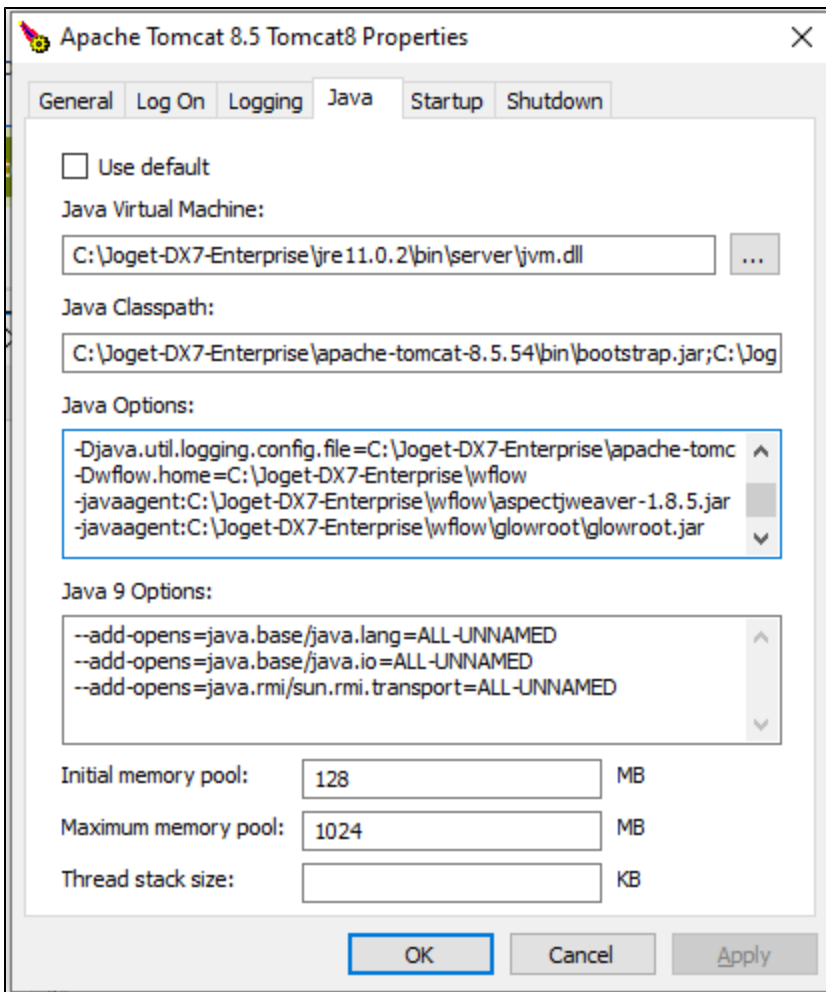 Apache Tomcat 8.5 Tomcat8 Properties
General Log On Logging Java Startup Shutdown
Use default
Java Virtual Machine:
C:\Joget-DX7-Enterprise\jre11.0.2\bin\server\jvm.dll
...
Java Classpath:
C:\Joget-DX7-Enterprise\apache-tomcat-8.5.54\bin\bootstrap.jar;C:\Jog
Java Options:
-Djava.util.logging.config.file=C:\Joget-DX7-Enterprise\apache-tomc
-Dwflow.home=C:\Joget-DX7-Enterprise\wflow
-javaagent:C:\Joget-DX7-Enterprise\wflow\aspectjweaver-1.8.5.jar
-javaagent:C:\Joget-DX7-Enterprise\wflow\glowroot\glowroot.jar
Java 9 Options:
--add-opens=java.base/java.lang=ALL-UNNAMED
--add-opens=java.base/java.io=ALL-UNNAMED
--add-opens=java.rmi/sun.rmi.transport=ALL-UNNAMED
Initial memory pool: 128 MB
Maximum memory pool: 1024 MB
Thread stack size: KB
OK Cancel Apply